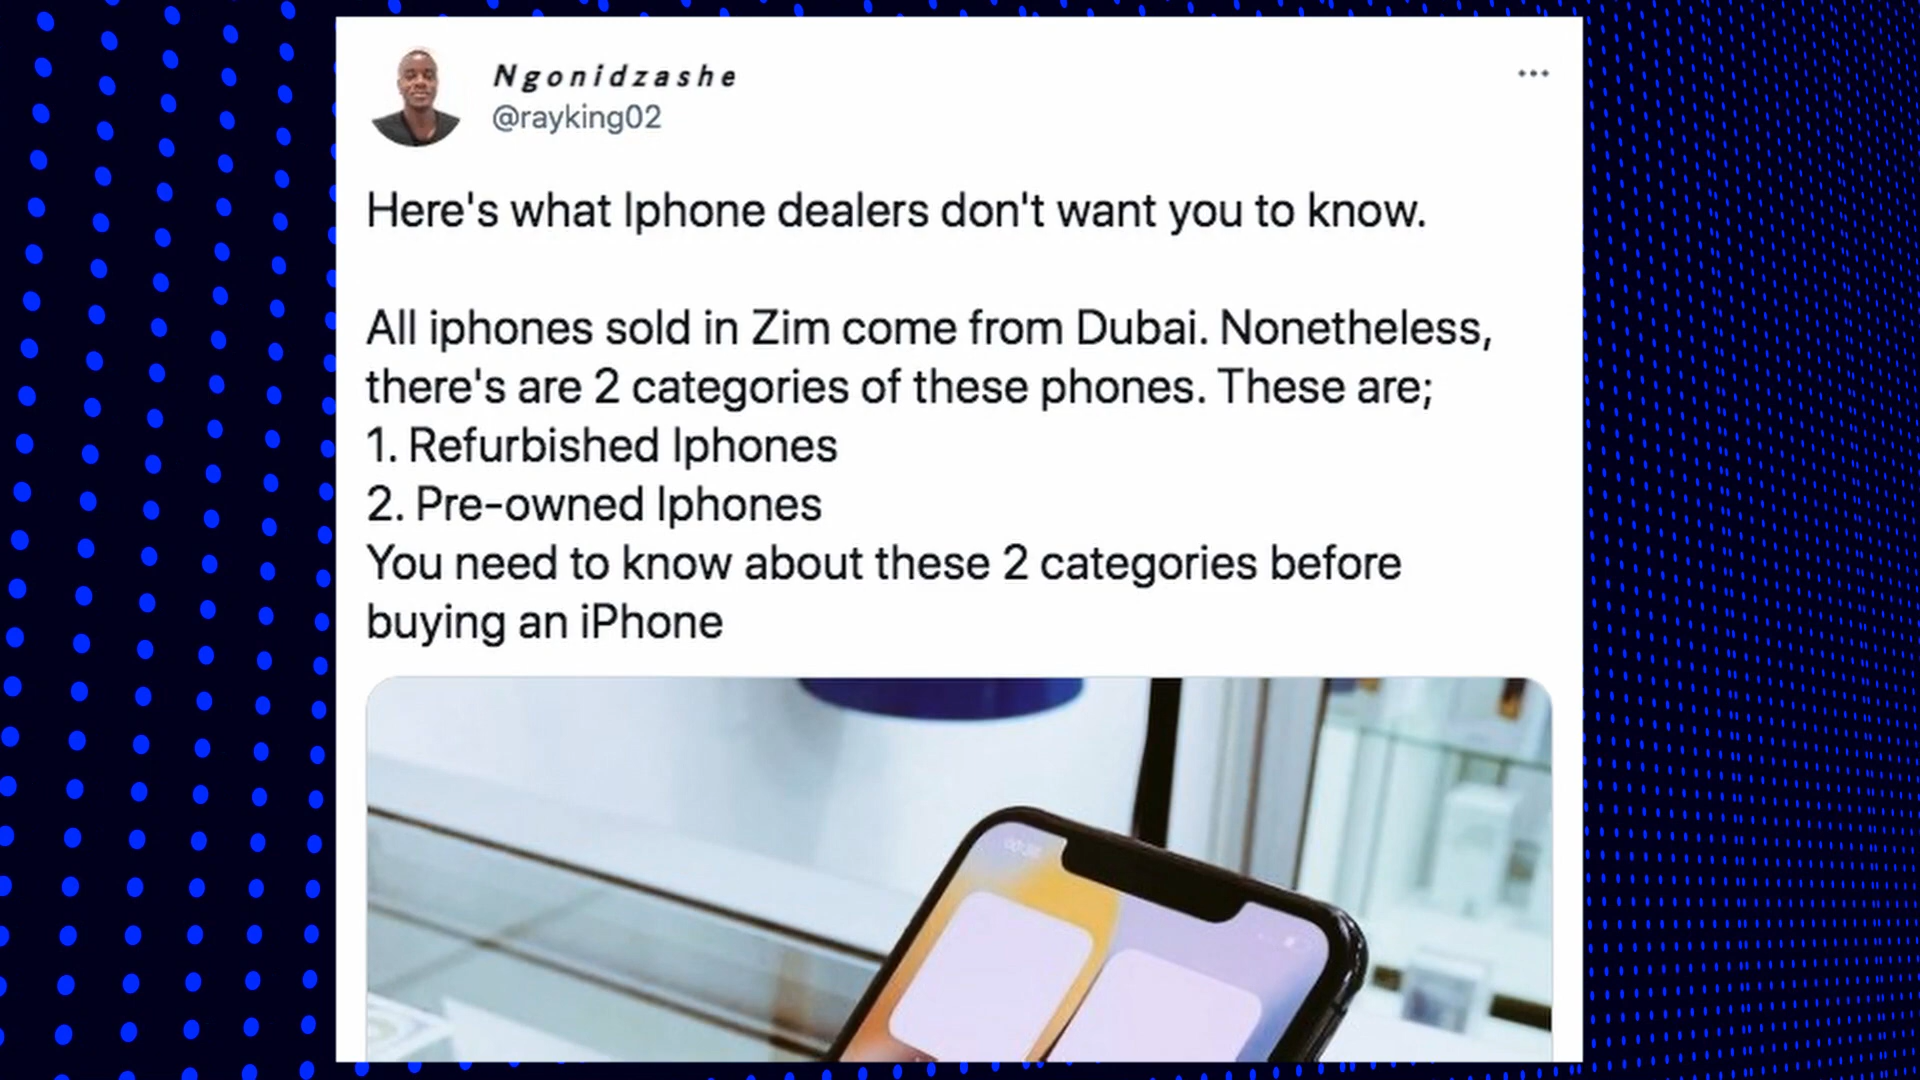 Ngonidzashe
@rayking02
Here's what Iphone dealers don't want you to know.
All iphones sold in Zim come from Dubai. Nonetheless,
there's are 2 categories of these phones. These are;
1. Refurbished Iphones
2. Pre-owned Iphones
You need to know about these 2 categories before
buying an iPhone